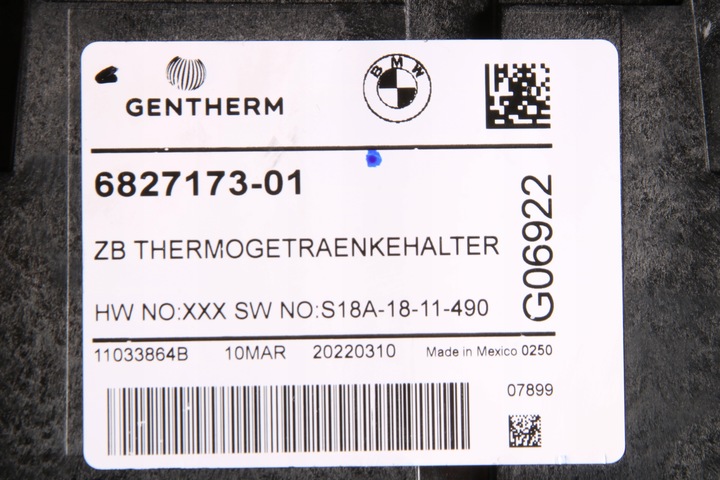 GENTHERM
BMW
6827173-01
ZB THERMOGETRAENKEHALTER
HW NO:XXX SW NO:S18A-18-11-490
G06922
11033864B 10MAR 20220310 Made in Mexico 0250
07899